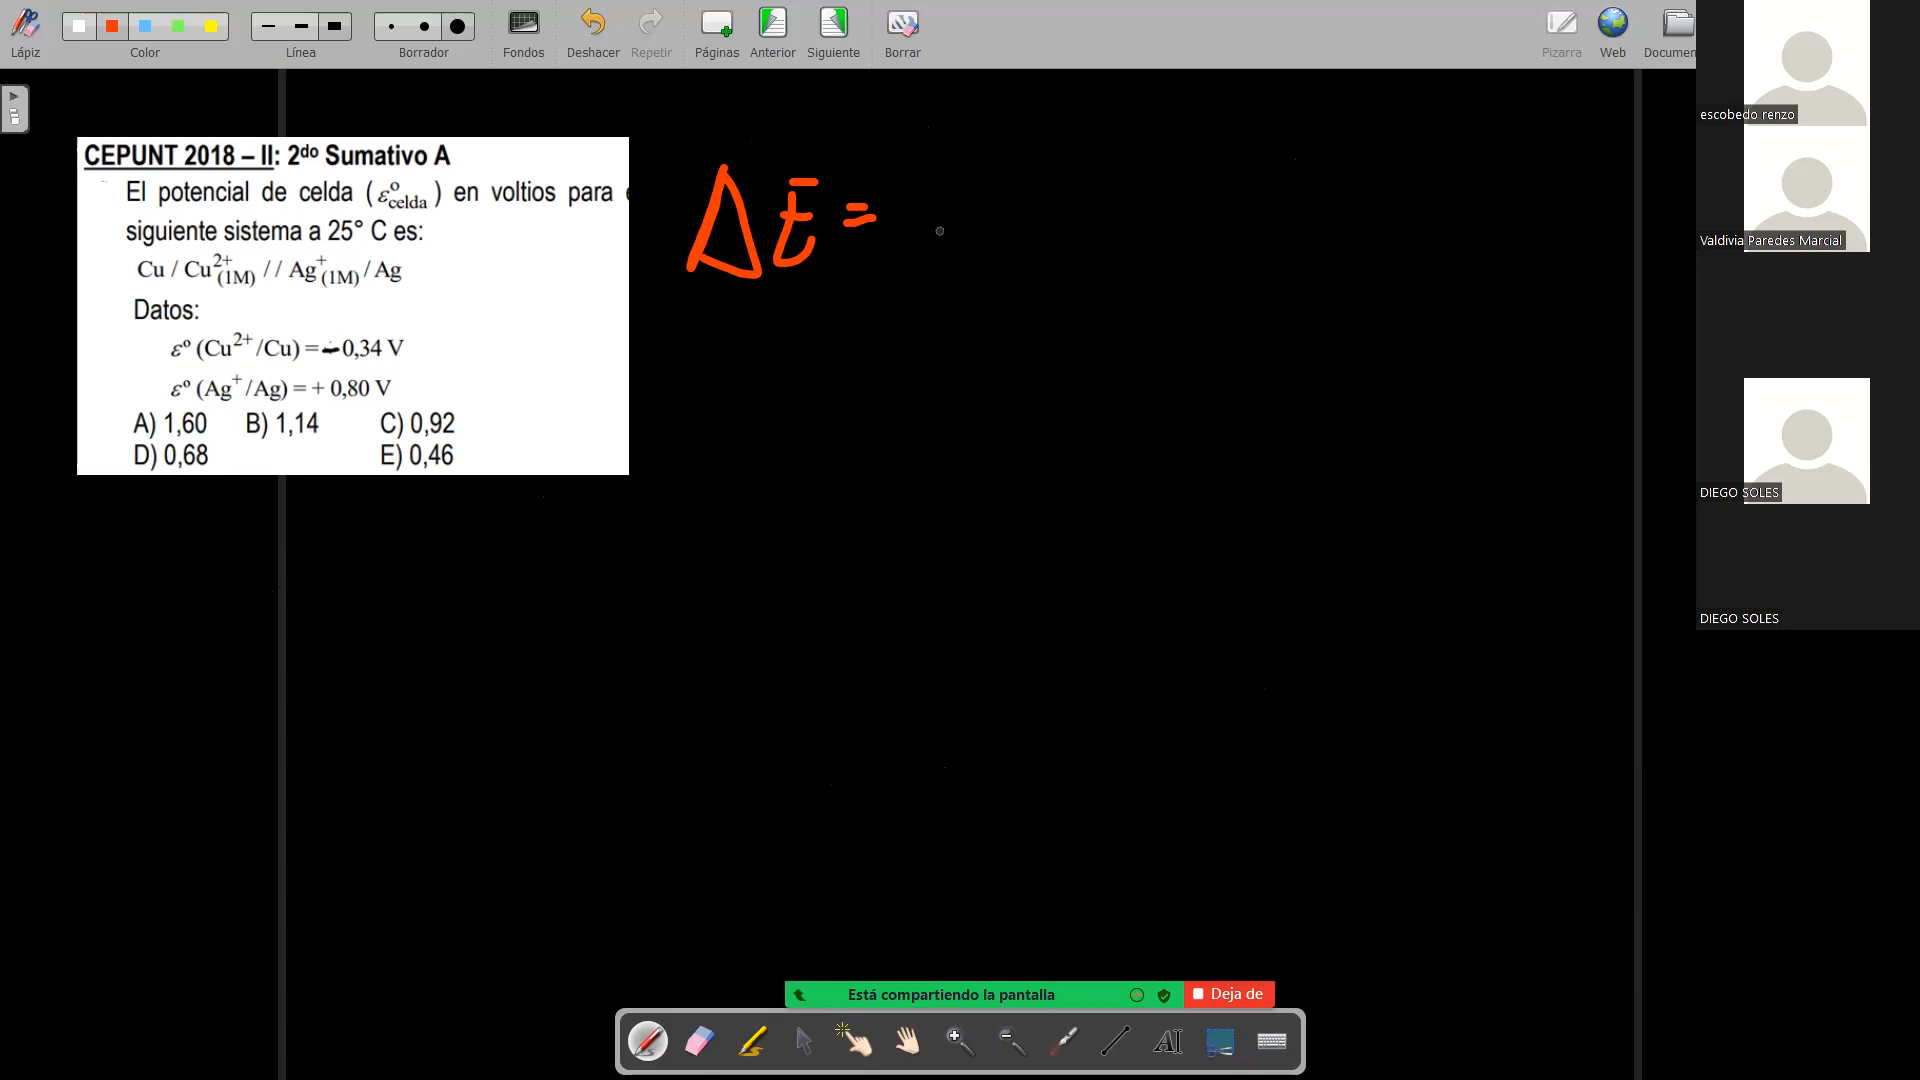 Lápiz
Color
Línea
Borrador
Fondos
Deshacer
Repetir
Páginas
Anterior
Siguiente
Borrar
Pizarra
Web
Documen
escobedo renzo
Valdivia Paredes Marcial
DIEGO SOLES
DIEGO SOLES
CEPUNT 2018 – II: 2do Sumativo A
El potencial de celda (ε°celda) en voltios para e
siguiente sistema a 25° C es:
Cu / Cu2+(1M) // Ag+(1M) / Ag
Datos:
ε° (Cu2+/Cu) = -0,34 V
ε° (Ag+/Ag) = + 0,80 V
A) 1,60 B) 1,14 C) 0,92
D) 0,68 E) 0,46
ΔE =
Está compartiendo la pantalla
Deja de
AI